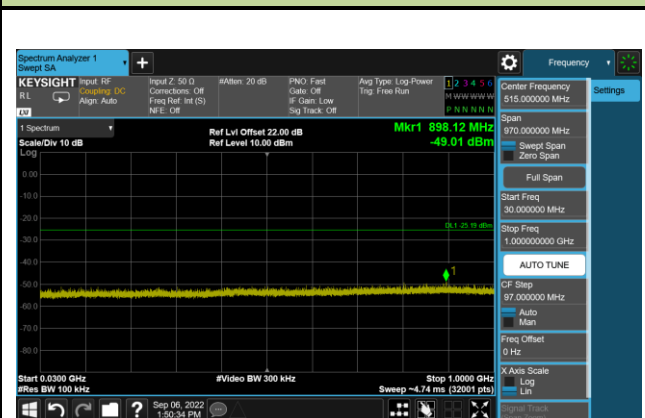 Spectrum Analyzer 1
Swept SA
Frequency
KEYSIGHT
RL
LXI
Input: RF
Coupling: DC
Align: Auto
Input Z: 50 Ω
Corrections: Off
Freq Ref: Int (S)
NFE: Off
#Atten: 20 dB
PNO: Fast
Gate: Off
IF Gain: Low
Sig Track: Off
Avg Type: Log-Power
Trig: Free Run
1 2 3 4 5 6
M W W W W W
P N N N N N
1 Spectrum
Scale/Div 10 dB
Ref Lvl Offset 22.00 dB
Ref Level 10.00 dBm
Mkr1 898.12 MHz
-49.01 dBm
Log
0.00
-10.0
-20.0
-30.0
-40.0
-50.0
-60.0
-70.0
-80.0
DL1 -25.19 dBm
1
Start 0.0300 GHz
#Res BW 100 kHz
#Video BW 300 kHz
Stop 1.0000 GHz
Sweep ~4.74 ms (32001 pts)
Center Frequency
515.000000 MHz
Settings
Span
970.000000 MHz
Swept Span
Zero Span
Full Span
Start Freq
30.000000 MHz
Stop Freq
1.000000000 GHz
AUTO TUNE
CF Step
97.000000 MHz
Auto
Man
Freq Offset
0 Hz
X Axis Scale
Log
Lin
Signal Track
?
Sep 06, 2022
1:50:34 PM